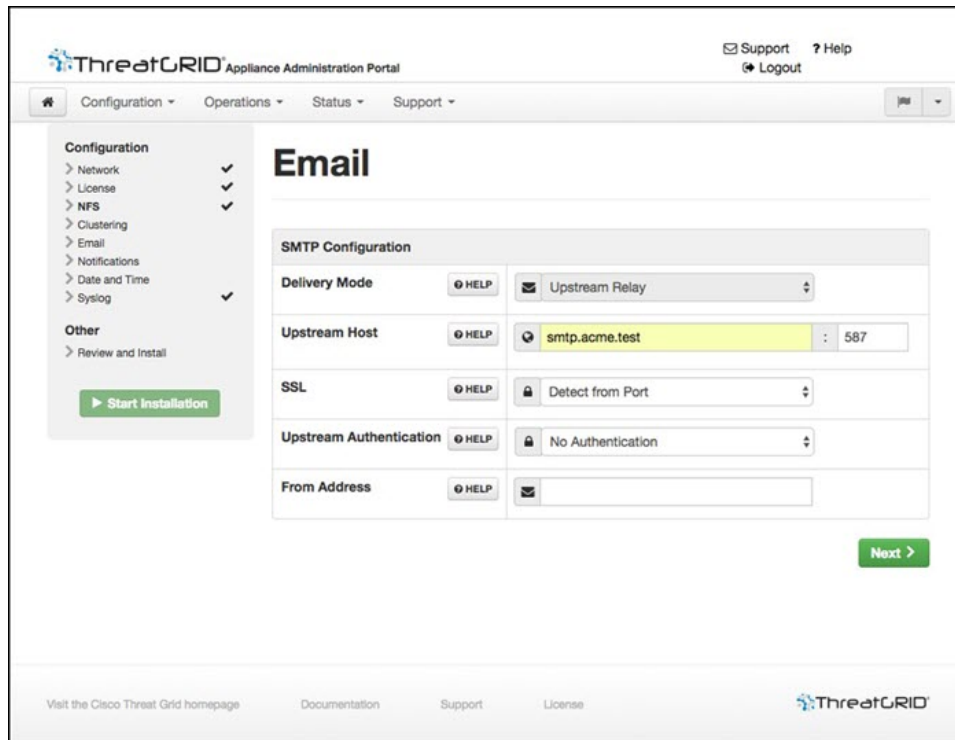 Support ? Help
ThreatGRID Appliance Administration Portal
Logout
Configuration Operations Status Support
Configuration
Network
License
NFS
Clustering
Email
Notifications
Date and Time
Syslog
Other
Review and Install
Start Installation
Email
SMTP Configuration
Delivery Mode HELP Upstream Relay
Upstream Host HELP smtp.acme.test : 587
SSL HELP Detect from Port
Upstream Authentication HELP No Authentication
From Address HELP
Next
Visit the Cisco Threat Grid homepage Documentation Support License ThreatGRID